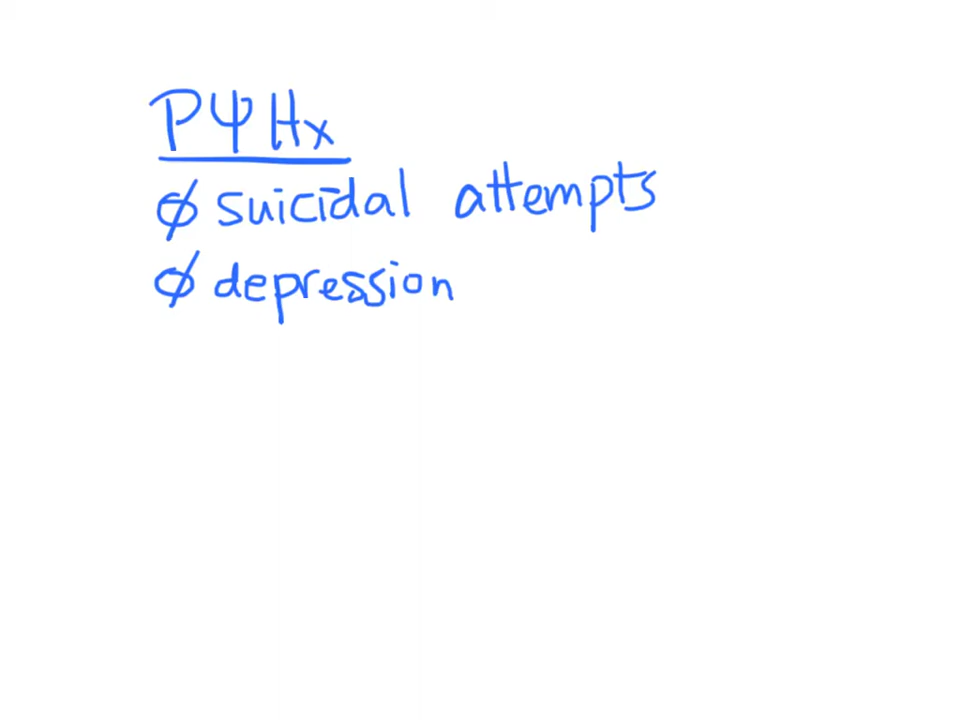 PΨHx
∅ suicidal attempts
∅ depression